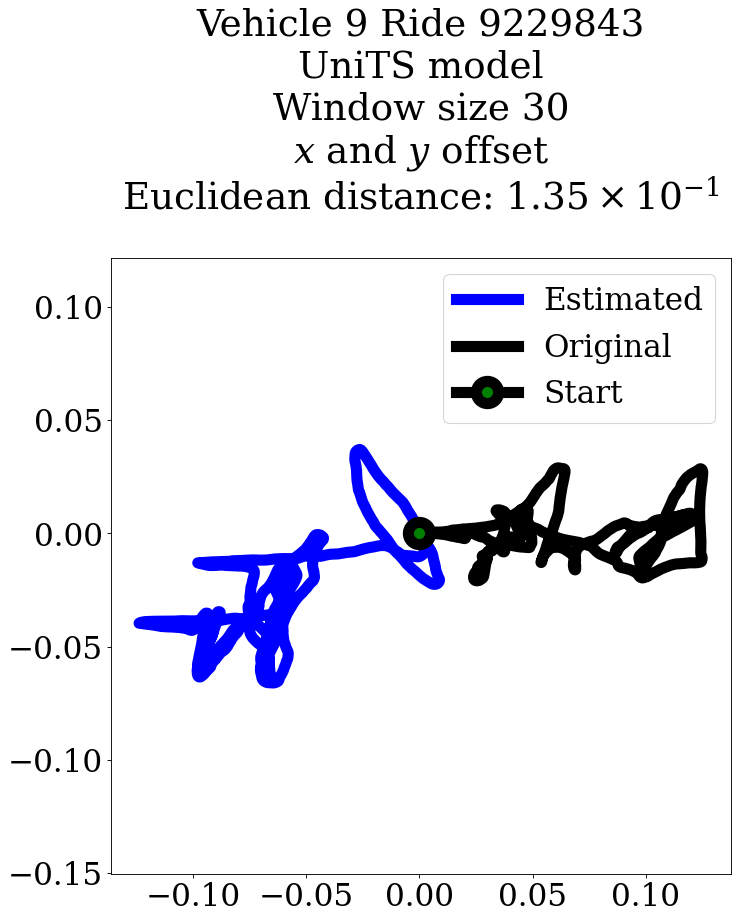 Vehicle 9 Ride 9229843
UniTS model
Window size 30
x and y offset
Euclidean distance: 1.35 × 10⁻¹
Estimated
Original
Start
0.10
0.05
0.00
−0.05
−0.10
−0.15
−0.10 −0.05 0.00 0.05 0.10